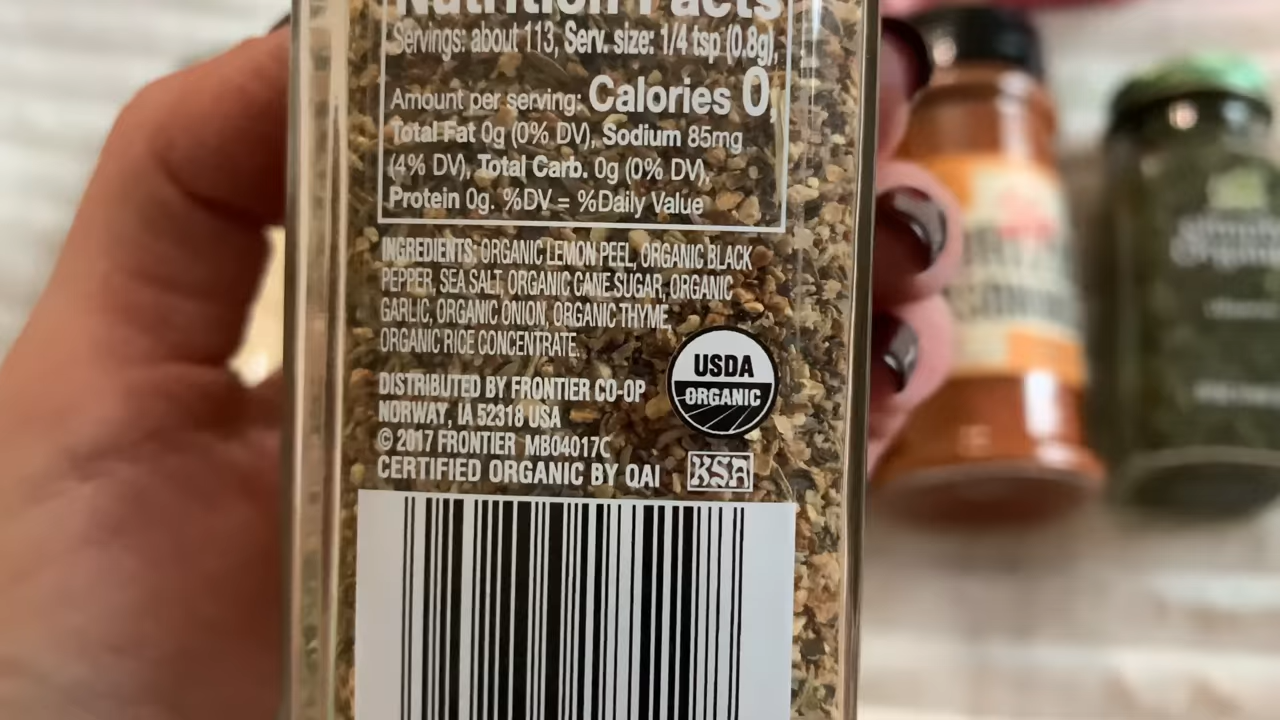 Nutrition Facts
Servings: about 113, Serv. size: 1/4 tsp (0.8g),
Amount per serving: Calories 0,
Total Fat 0g (0% DV), Sodium 85mg
(4% DV), Total Carb. 0g (0% DV),
Protein 0g. %DV = %Daily Value
INGREDIENTS: ORGANIC LEMON PEEL, ORGANIC BLACK
PEPPER, SEA SALT, ORGANIC CANE SUGAR, ORGANIC
GARLIC, ORGANIC ONION, ORGANIC THYME,
ORGANIC RICE CONCENTRATE.
USDA
ORGANIC
DISTRIBUTED BY FRONTIER CO-OP
NORWAY, IA 52318 USA
© 2017 FRONTIER MB04017C
CERTIFIED ORGANIC BY QAI
KSA